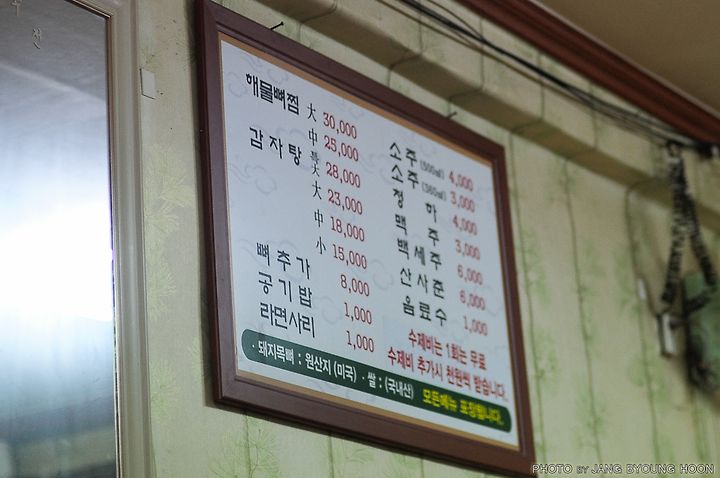 해물뼈찜 大 30,000
中 25,000
감자탕 특大 28,000
大 23,000
中 18,000
小 15,000
뼈추가 8,000
공기밥 1,000
라면사리 1,000
소주(500㎖) 4,000
소주(360㎖) 3,000
청하 4,000
맥주 3,000
백세주 6,000
산사춘 6,000
음료수 1,000
수제비는 1회는 무료
수제비 추가시 천원씩 받습니다.
· 돼지목뼈 : 원산지 (미국) · 쌀 : (국내산) 모든메뉴 포장됩니다.
PHOTO BY JANG BYOUNG HOON